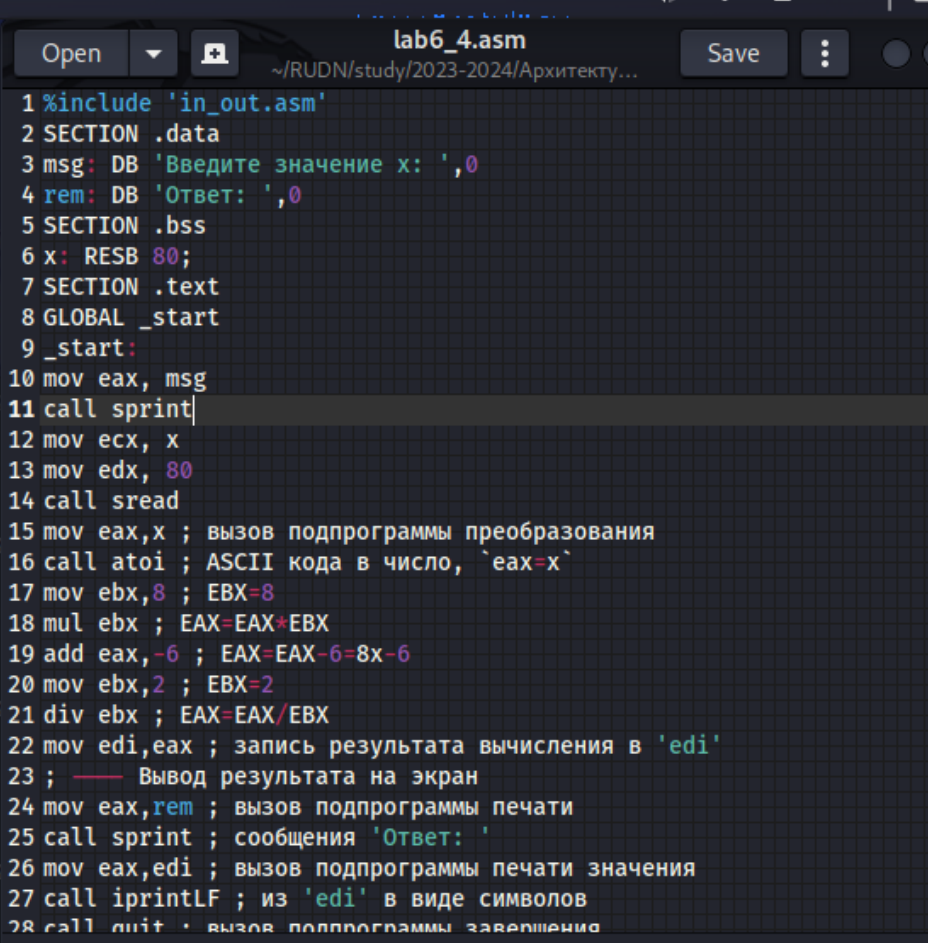 Open
lab6_4.asm
~/RUDN/study/2023-2024/Архитекту...
Save
1 %include 'in_out.asm'
2 SECTION .data
3 msg: DB 'Введите значение x: ',0
4 rem: DB 'Ответ: ',0
5 SECTION .bss
6 x: RESB 80;
7 SECTION .text
8 GLOBAL _start
9 _start:
10 mov eax, msg
11 call sprint
12 mov ecx, x
13 mov edx, 80
14 call sread
15 mov eax,x ; вызов подпрограммы преобразования
16 call atoi ; ASCII кода в число, `eax=x`
17 mov ebx,8 ; EBX=8
18 mul ebx ; EAX=EAX*EBX
19 add eax,-6 ; EAX=EAX-6=8x-6
20 mov ebx,2 ; EBX=2
21 div ebx ; EAX=EAX/EBX
22 mov edi,eax ; запись результата вычисления в 'edi'
23 ; ---- Вывод результата на экран
24 mov eax,rem ; вызов подпрограммы печати
25 call sprint ; сообщения 'Ответ: '
26 mov eax,edi ; вызов подпрограммы печати значения
27 call iprintLF ; из 'edi' в виде символов
28 call quit ; вызов подпрограммы завершения